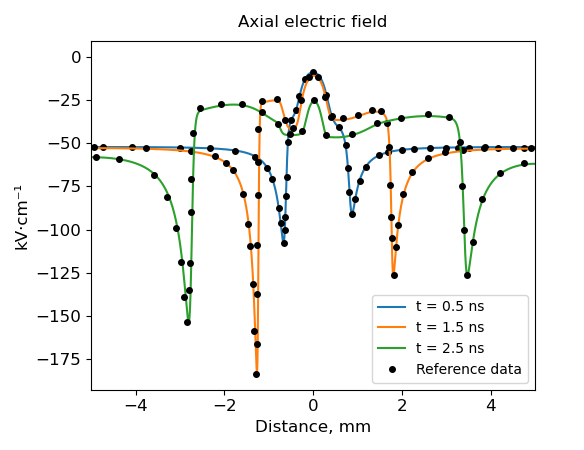 Axial electric field
0
−25
−50
−75
−100
−125
−150
−175
kV·cm⁻¹
−4
−2
0
2
4
Distance, mm
t = 0.5 ns
t = 1.5 ns
t = 2.5 ns
Reference data